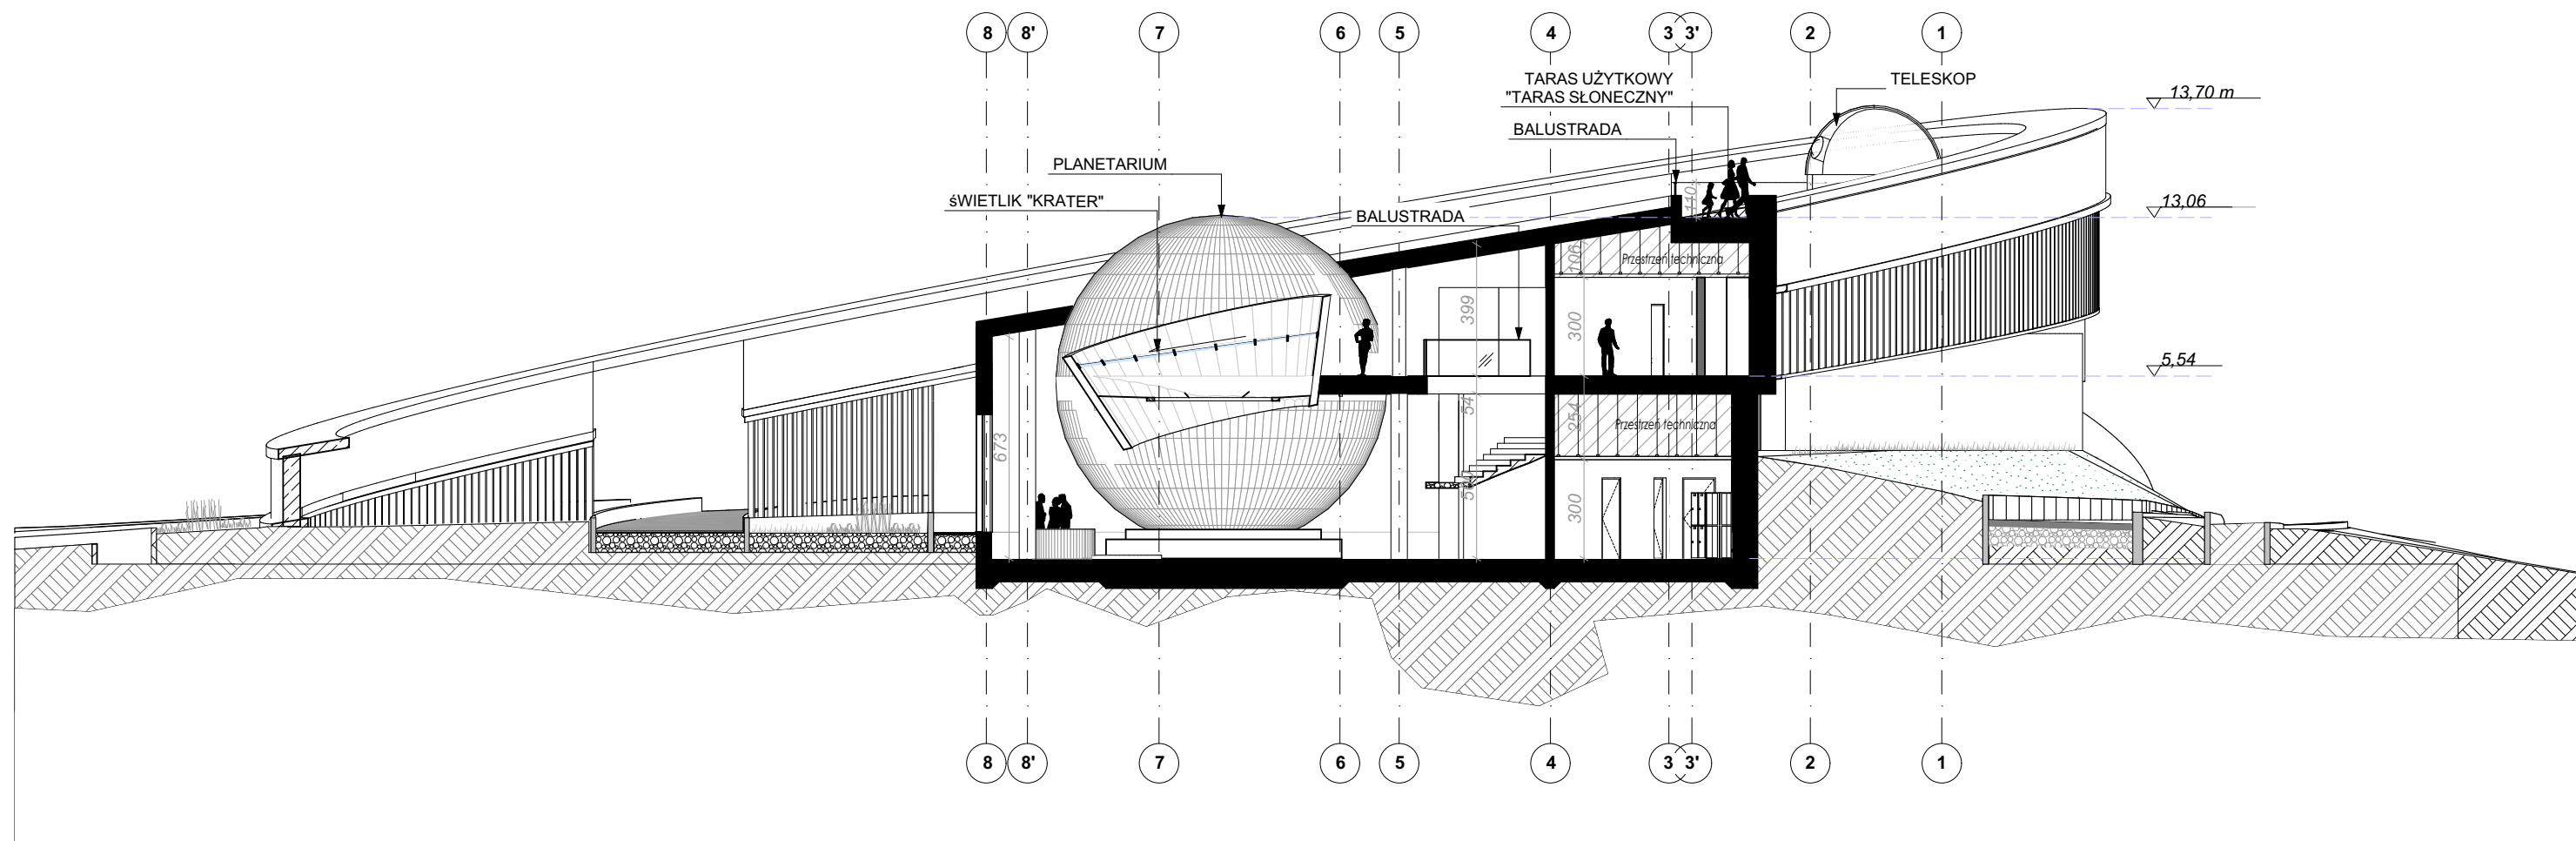 8 8' 7 6 5 4 3 3' 2 1
TARAS UŻYTKOWY
"TARAS SŁONECZNY"
TELESKOP
13,70 m
BALUSTRADA
PLANETARIUM
śWIETLIK "KRATER"
110
13,06
BALUSTRADA
106
Przestrzeń techniczna
399
300
5,54
54
254
Przestrzeń techniczna
673
300
8 8' 7 6 5 4 3 3' 2 1